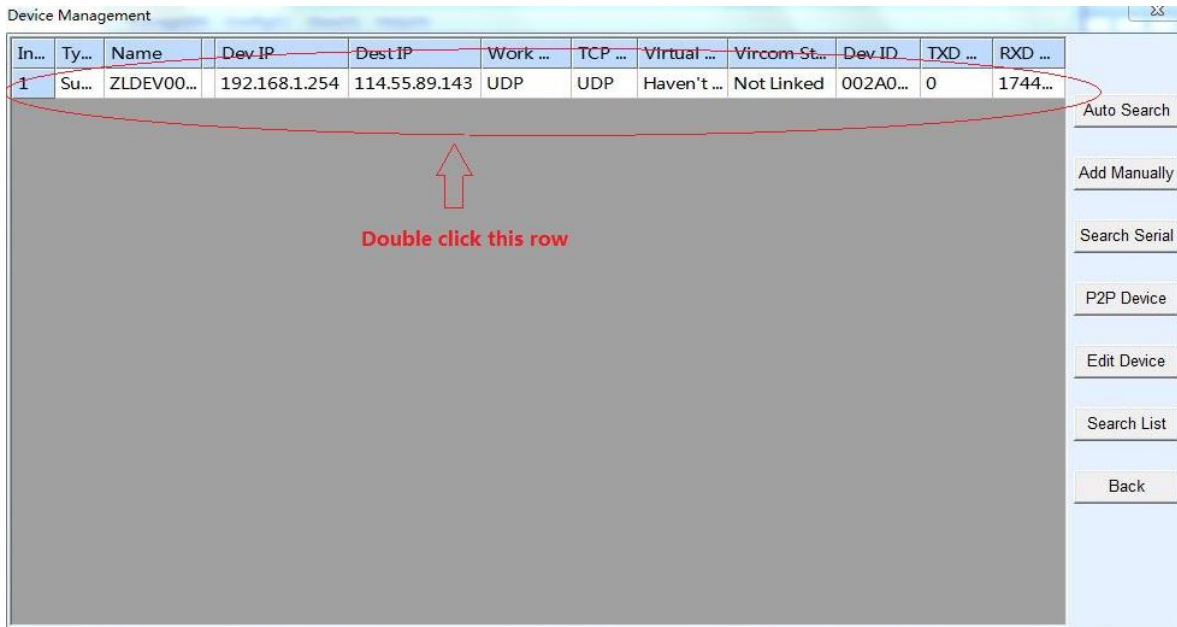 Device Management
In... Ty... Name Dev IP Dest IP Work ... TCP ... Virtual ... Vircom St... Dev ID TXD ... RXD ...
1 Su... ZLDEV00... 192.168.1.254 114.55.89.143 UDP UDP Haven't ... Not Linked 002A0... 0 1744...
Auto Search
Add Manually
Double click this row
Search Serial
P2P Device
Edit Device
Search List
Back